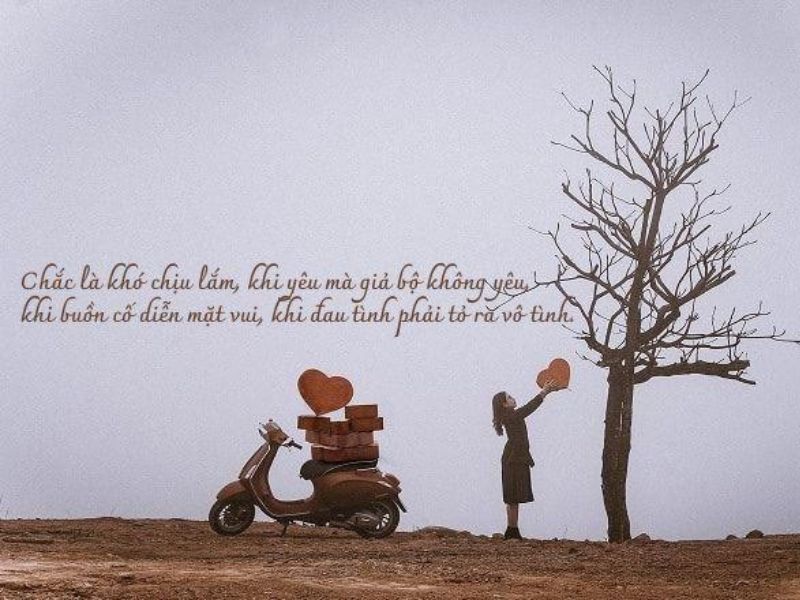 Chắc là khó chịu lắm, khi yêu mà giả bộ không yêu,
khi buồn cố diễn mặt vui, khi đau tình phải tỏ ra vô tình.